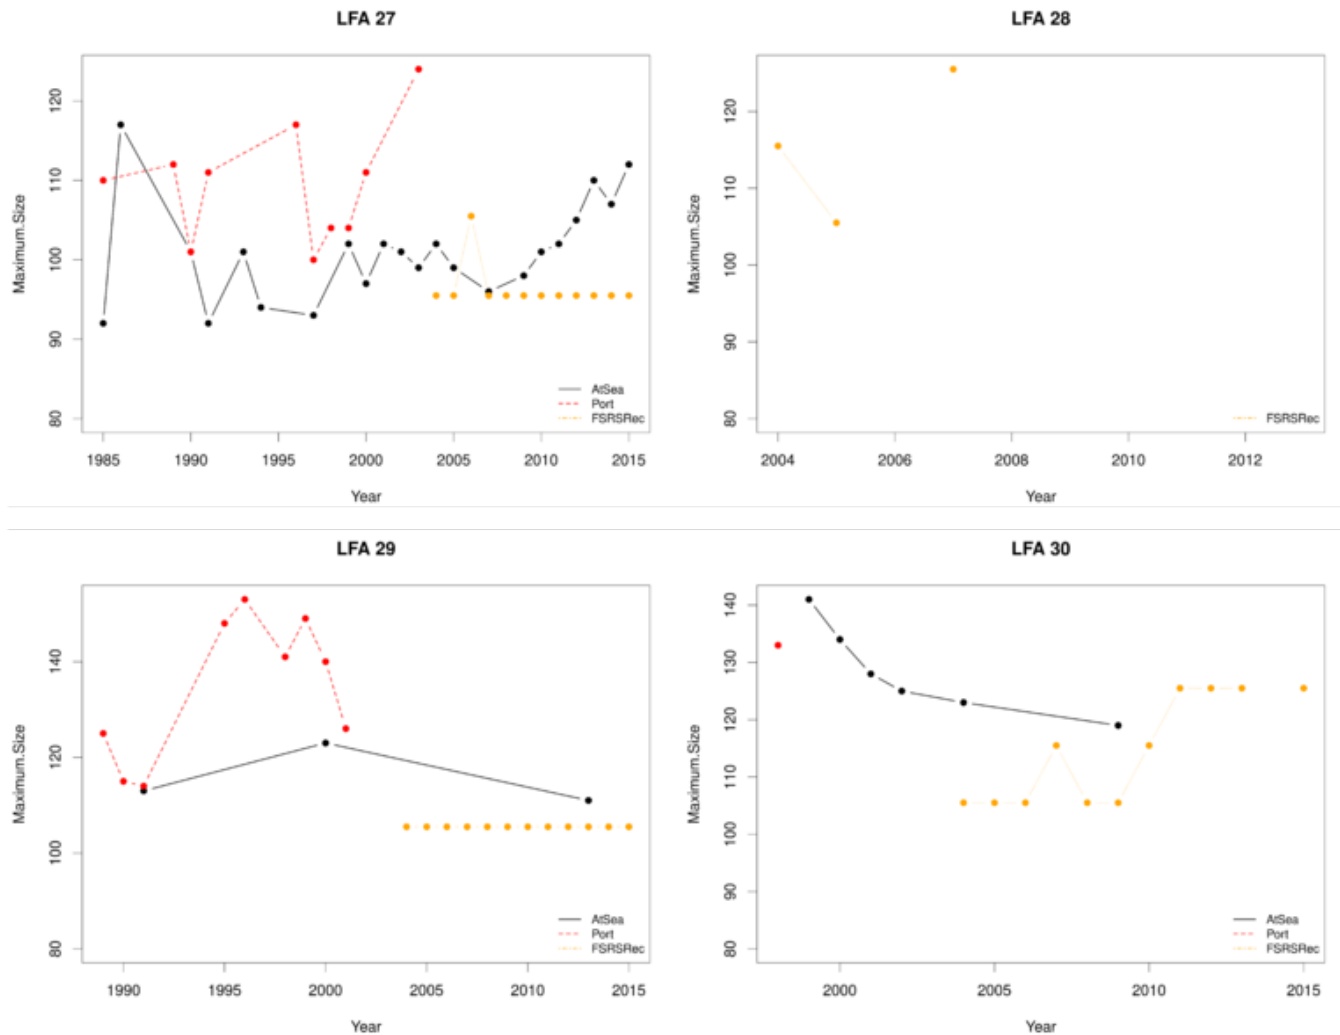 LFA 27
Maximum.Size
120
110
100
90
80
AtSea
Port
FSRSRec
1985 1990 1995 2000 2005 2010 2015
Year
LFA 28
Maximum.Size
120
110
100
90
80
FSRSRec
2004 2006 2008 2010 2012
Year
LFA 29
Maximum.Size
140
120
100
80
AtSea
Port
FSRSRec
1990 1995 2000 2005 2010 2015
Year
LFA 30
Maximum.Size
140
130
120
110
100
90
80
AtSea
Port
FSRSRec
2000 2005 2010 2015
Year